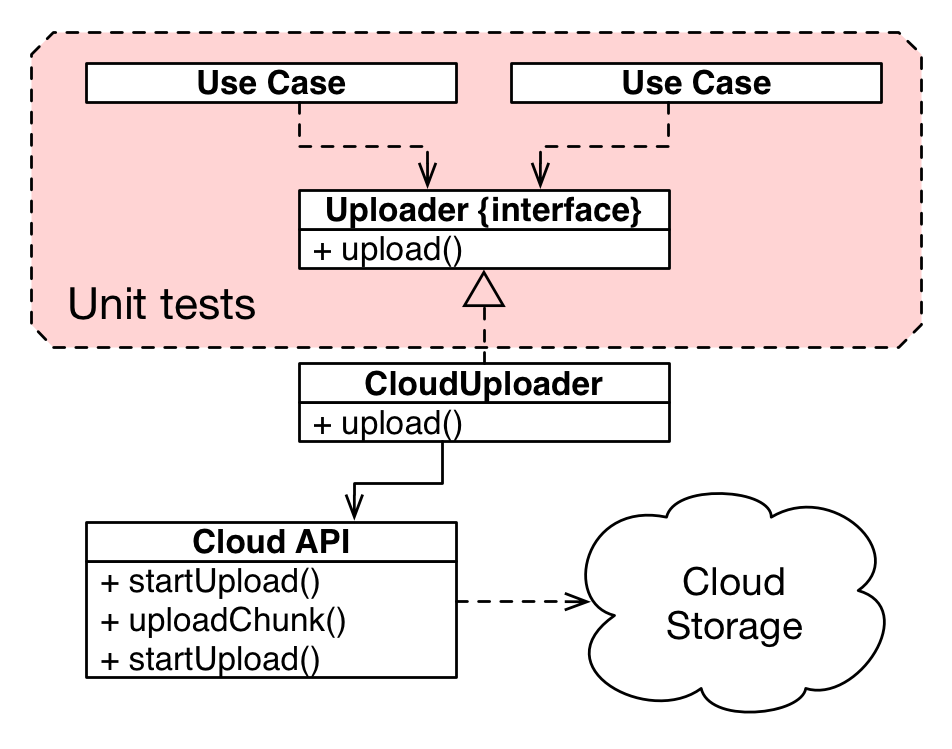 Use Case
Use Case
Uploader {interface}
+ upload()
Unit tests
CloudUploader
+ upload()
Cloud API
+ startUpload()
+ uploadChunk()
+ startUpload()
Cloud
Storage